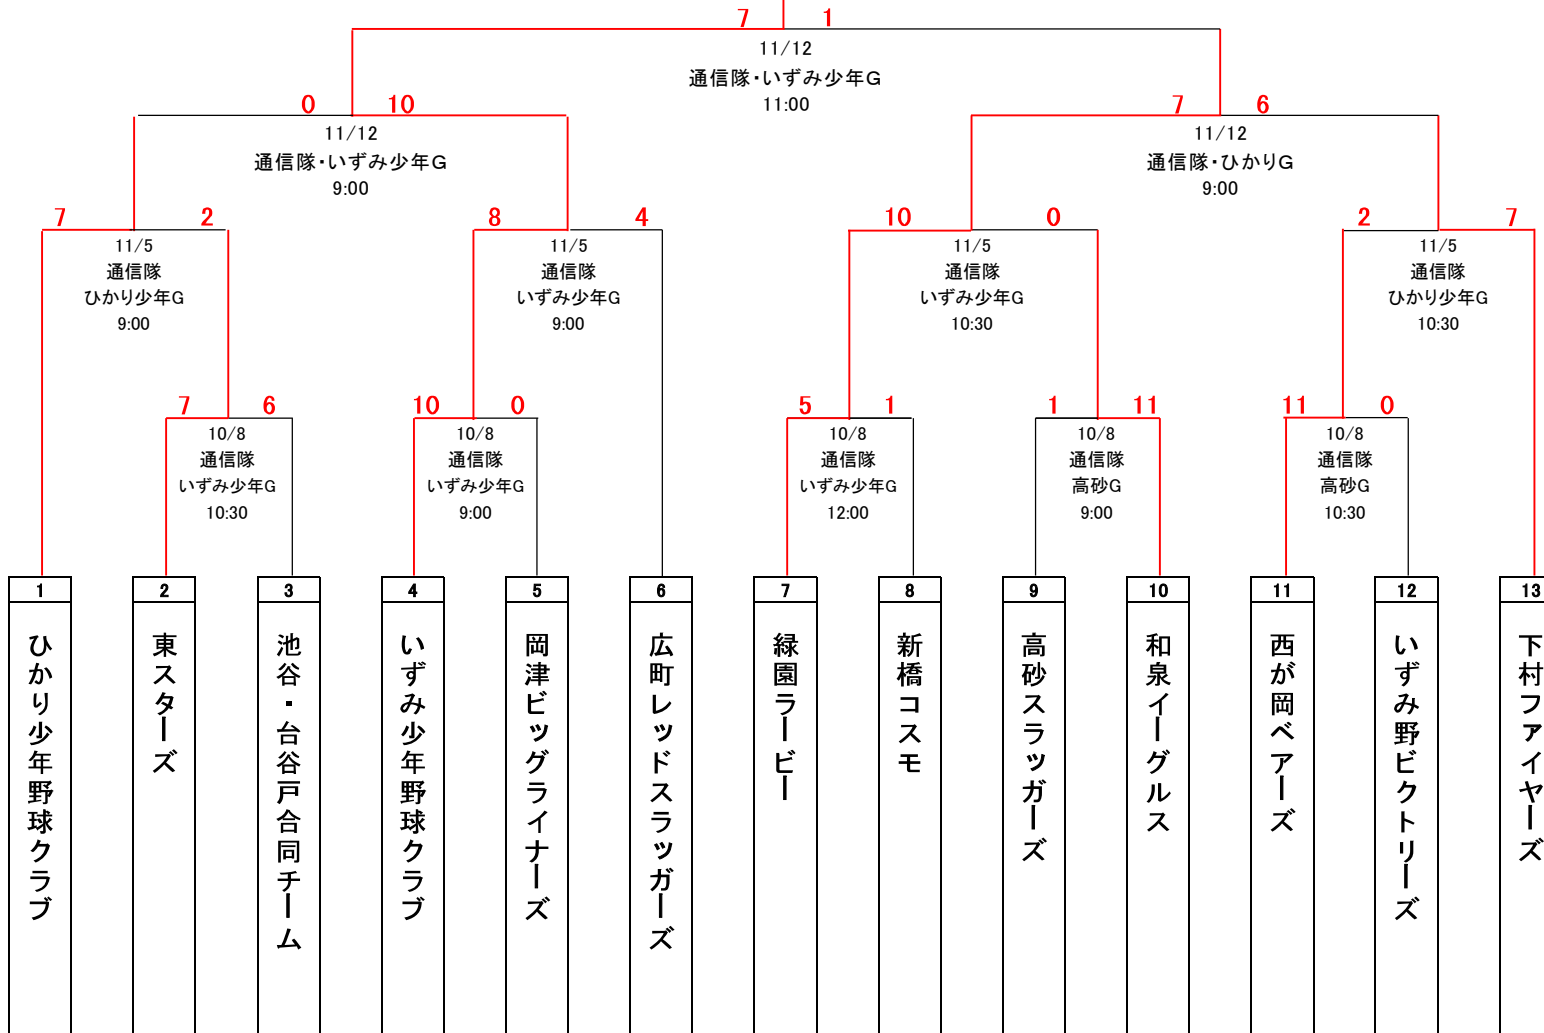 7 1
11/12
通信隊・いずみ少年G
11:00
0 10
11/12
通信隊・いずみ少年G
9:00
7 6
11/12
通信隊・ひかりG
9:00
7 2
11/5
通信隊
ひかり少年G
9:00
8 4
11/5
通信隊
いずみ少年G
9:00
10 0
11/5
通信隊
いずみ少年G
10:30
2 7
11/5
通信隊
ひかり少年G
10:30
7 6
10/8
通信隊
いずみ少年G
10:30
10 0
10/8
通信隊
いずみ少年G
9:00
5 1
10/8
通信隊
いずみ少年G
12:00
1 11
10/8
通信隊
高砂G
9:00
11 0
10/8
通信隊
高砂G
10:30
1
ひかり少年野球クラブ
2
東スターズ
3
池谷・台谷戸合同チーム
4
いずみ少年野球クラブ
5
岡津ビッグライナーズ
6
広町レッドスラッガーズ
7
緑園ラービー
8
新橋コスモ
9
高砂スラッガーズ
10
和泉イーグルス
11
西が岡ベアーズ
12
いずみ野ビクトリーズ
13
下村ファイヤーズ